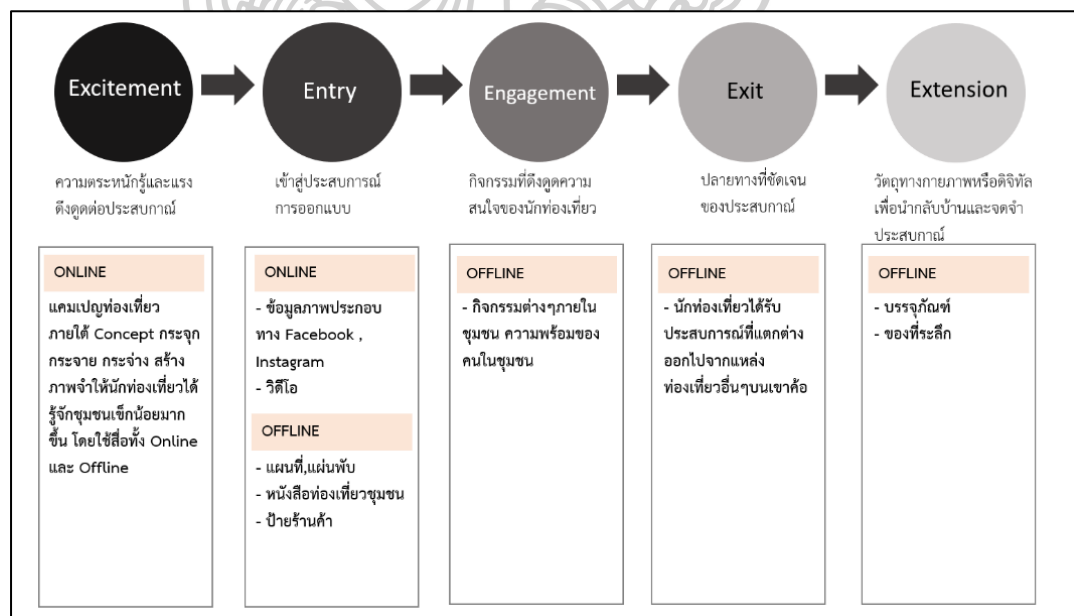 Excitement
Entry
Engagement
Exit
Extension
ความตระหนักรู้และแรง
ดึงดูดต่อประสบกาณ์
เข้าสู่ประสบการณ์
การออกแบบ
กิจกรรมที่ดึงดูดความ
สนใจของนักท่องเที่ยว
ปลายทางที่ชัดเจน
ของประสบกาณ์
วัตถุทางกายภาพหรือดิจิทัล
เพื่อนำกลับบ้านและจดจำ
ประสบกาณ์
ONLINE
แคมเปญท่องเที่ยว
ภายใต้ Concept กระจุก
กระจาย กระจ่าง สร้าง
ภาพจำให้นักท่องเที่ยวได้
รู้จักชุมชนเข็กน้อยมาก
ขึ้น โดยใช้สื่อทั้ง Online
และ Offline
ONLINE
- ข้อมูลภาพประกอบ
ทาง Facebook ,
Instagram
- วิดีโอ
OFFLINE
- แผนที่,แผ่นพับ
- หนังสือท่องเที่ยวชุมชน
- ป้ายร้านค้า
OFFLINE
- กิจกรรมต่างๆภายใน
ชุมชน ความพร้อมของ
คนในชุมชน
OFFLINE
- นักท่องเที่ยวได้รับ
ประสบการณ์ที่แตกต่าง
ออกไปจากแหล่ง
ท่องเที่ยวอื่นๆบนเขาค้อ
OFFLINE
- บรรจุภัณฑ์
- ของที่ระลึก